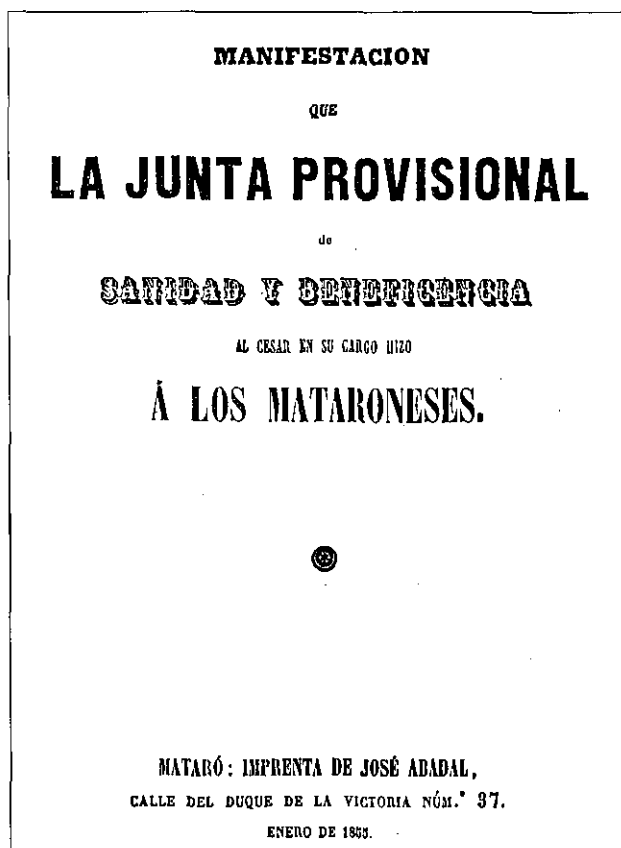 MANIFESTACION
QUE
LA JUNTA PROVISIONAL
de
SANIDAD Y BENEFICENCIA
AL CESAR EN SU CARGO HIZO
Á LOS MATARONESES.
MATARÓ: IMPRENTA DE JOSÉ ABADAL,
CALLE DEL DUQUE DE LA VICTORIA NÚM.° 37.
ENERO DE 1855.